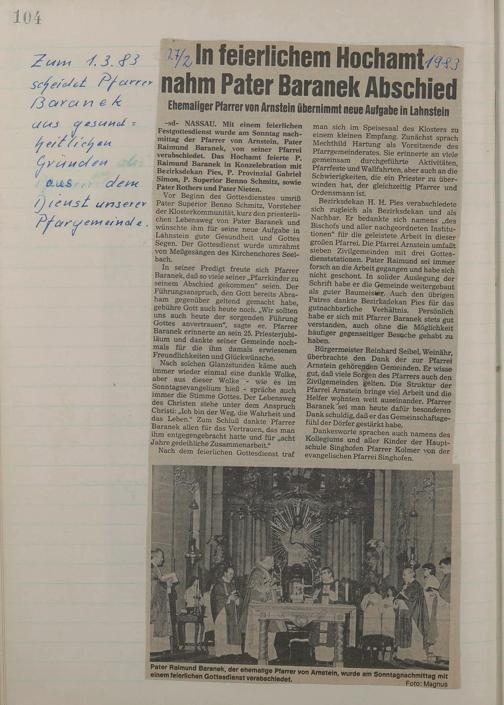 104
Zum 1.3.83
scheidet Pfarrer
Baranek
aus gesund=
heitlichen
Gründen
aus dem
Dienst unserer
Pfargemeinde.
27/2 In feierlichem Hochamt 1983
nahm Pater Baranek Abschied
Ehemaliger Pfarrer von Arnstein übernimmt neue Aufgabe in Lahnstein
-sd- NASSAU. Mit einem feierlichen
Festgottesdienst wurde am Sonntag nach-
mittag der Pfarrer von Arnstein, Pater
Raimund Baranek, von seiner Pfarrei
verabschiedet. Das Hochamt feierte P.
Raimund Baranek in Konzelebration mit
Bezirksdekan Pies, P. Provinzial Gabriel
Simon, P. Superior Benno Schmitz, sowie
Pater Rothers und Pater Nieten.
Vor Beginn des Gottesdienstes umriß
Pater Superior Benno Schmitz, Vorsteher
der Klosterkommunität, kurz den priesterli-
chen Lebensweg von Pater Baranek und
wünschte ihm für seine neue Aufgabe in
Lahnstein gute Gesundheit und Gottes
Segen. Der Gottesdienst wurde umrahmt
von Meßgesängen des Kirchenchores Seel-
bach.
In seiner Predigt freute sich Pfarrer
Baranek, daß so viele seiner „Pfarrkinder zu
seinem Abschied gekommen“ seien. Der
Führungsanspruch, den Gott bereits Abra-
ham gegenüber geltend gemacht habe,
gebühre Gott auch heute noch. „Wir sollten
uns auch heute der sorgenden Führung
Gottes anvertrauen“, sagte er. Pfarrer
Baranek erinnerte an sein 25. Priesterjubi-
läum und dankte seiner Gemeinde noch-
mals für die ihm damals erwiesenen
Freundlichkeiten und Glückwünsche.
Nach solchen Glanzstunden käme auch
immer wieder einmal eine dunkle Wolke,
aber aus dieser Wolke - wie es im
Sonntagsevangelium hieß - spräche auch
immer die Stimme Gottes. Der Lebensweg
des Christen stehe unter dem Anspruch
Christi: „Ich bin der Weg, die Wahrheit und
das Leben.“ Zum Schluß dankte Pfarrer
Baranek allen für das Vertrauen, das man
ihm entgegengebracht hatte und für „acht
Jahre gedeihliche Zusammenarbeit.“
Nach dem feierlichen Gottesdienst traf
man sich im Speisesaal des Klosters zu
einem kleinen Empfang. Zunächst sprach
Mechthild Hartung als Vorsitzende des
Pfarrgemeinderates. Sie erinnerte an viele
gemeinsam durchgeführte Aktivitäten,
Pfarrfeste und Wallfahrten, aber auch an die
Schwierigkeiten, die ein Priester zu über-
winden hat, der gleichzeitig Pfarrer und
Ordensmann ist.
Bezirksdekan H. H. Pies verabschiedete
sich zugleich als Bezirksdekan und als
Nachbar. Er bedankte sich namens „des
Bischofs und aller nachgeordneten Institu-
tionen“ für die geleistete Arbeit in dieser
großen Pfarrei. Die Pfarrei Arnstein umfaßt
sieben Zivilgemeinden mit drei Gottes-
dienststationen. Pater Raimund sei immer
forsch an die Arbeit gegangen und habe sich
nicht geschont. In solider Auslegung der
Schrift habe er die Gemeinde weitergebaut
als guter Baumeister. Auch den übrigen
Patres dankte Bezirksdekan Pies für das
gutnachbarliche Verhältnis. Persönlich
habe er sich mit Pfarrer Baranek stets gut
verstanden, auch ohne die Möglichkeit
häufiger gegenseitiger Besuche gehabt zu
haben.
Bürgermeister Reinhard Seibel, Weinähr,
überbrachte den Dank der zur Pfarrei
Arnstein gehörenden Gemeinden. Er wisse
gut, daß viele Sorgen des Pfarrers auch den
Zivilgemeinden gelten. Die Struktur der
Pfarrei Arnstein bringe viel Arbeit und die
Helfer wohnten weit auseinander. Pfarrer
Baranek sei man heute dafür besonderen
Dank schuldig, daß er das Gemeinschaftsge-
fühl der Dörfer gestärkt habe.
Dankesworte sprachen auch namens des
Kollegiums und aller Kinder der Haupt-
schule Singhofen Pfarrer Kolmer von der
evangelischen Pfarrei Singhofen.
Pater Raimund Baranek, der ehemalige Pfarrer von Arnstein, wurde am Sonntagnachmittag mit
einem feierlichen Gottesdienst verabschiedet. Foto: Magnus